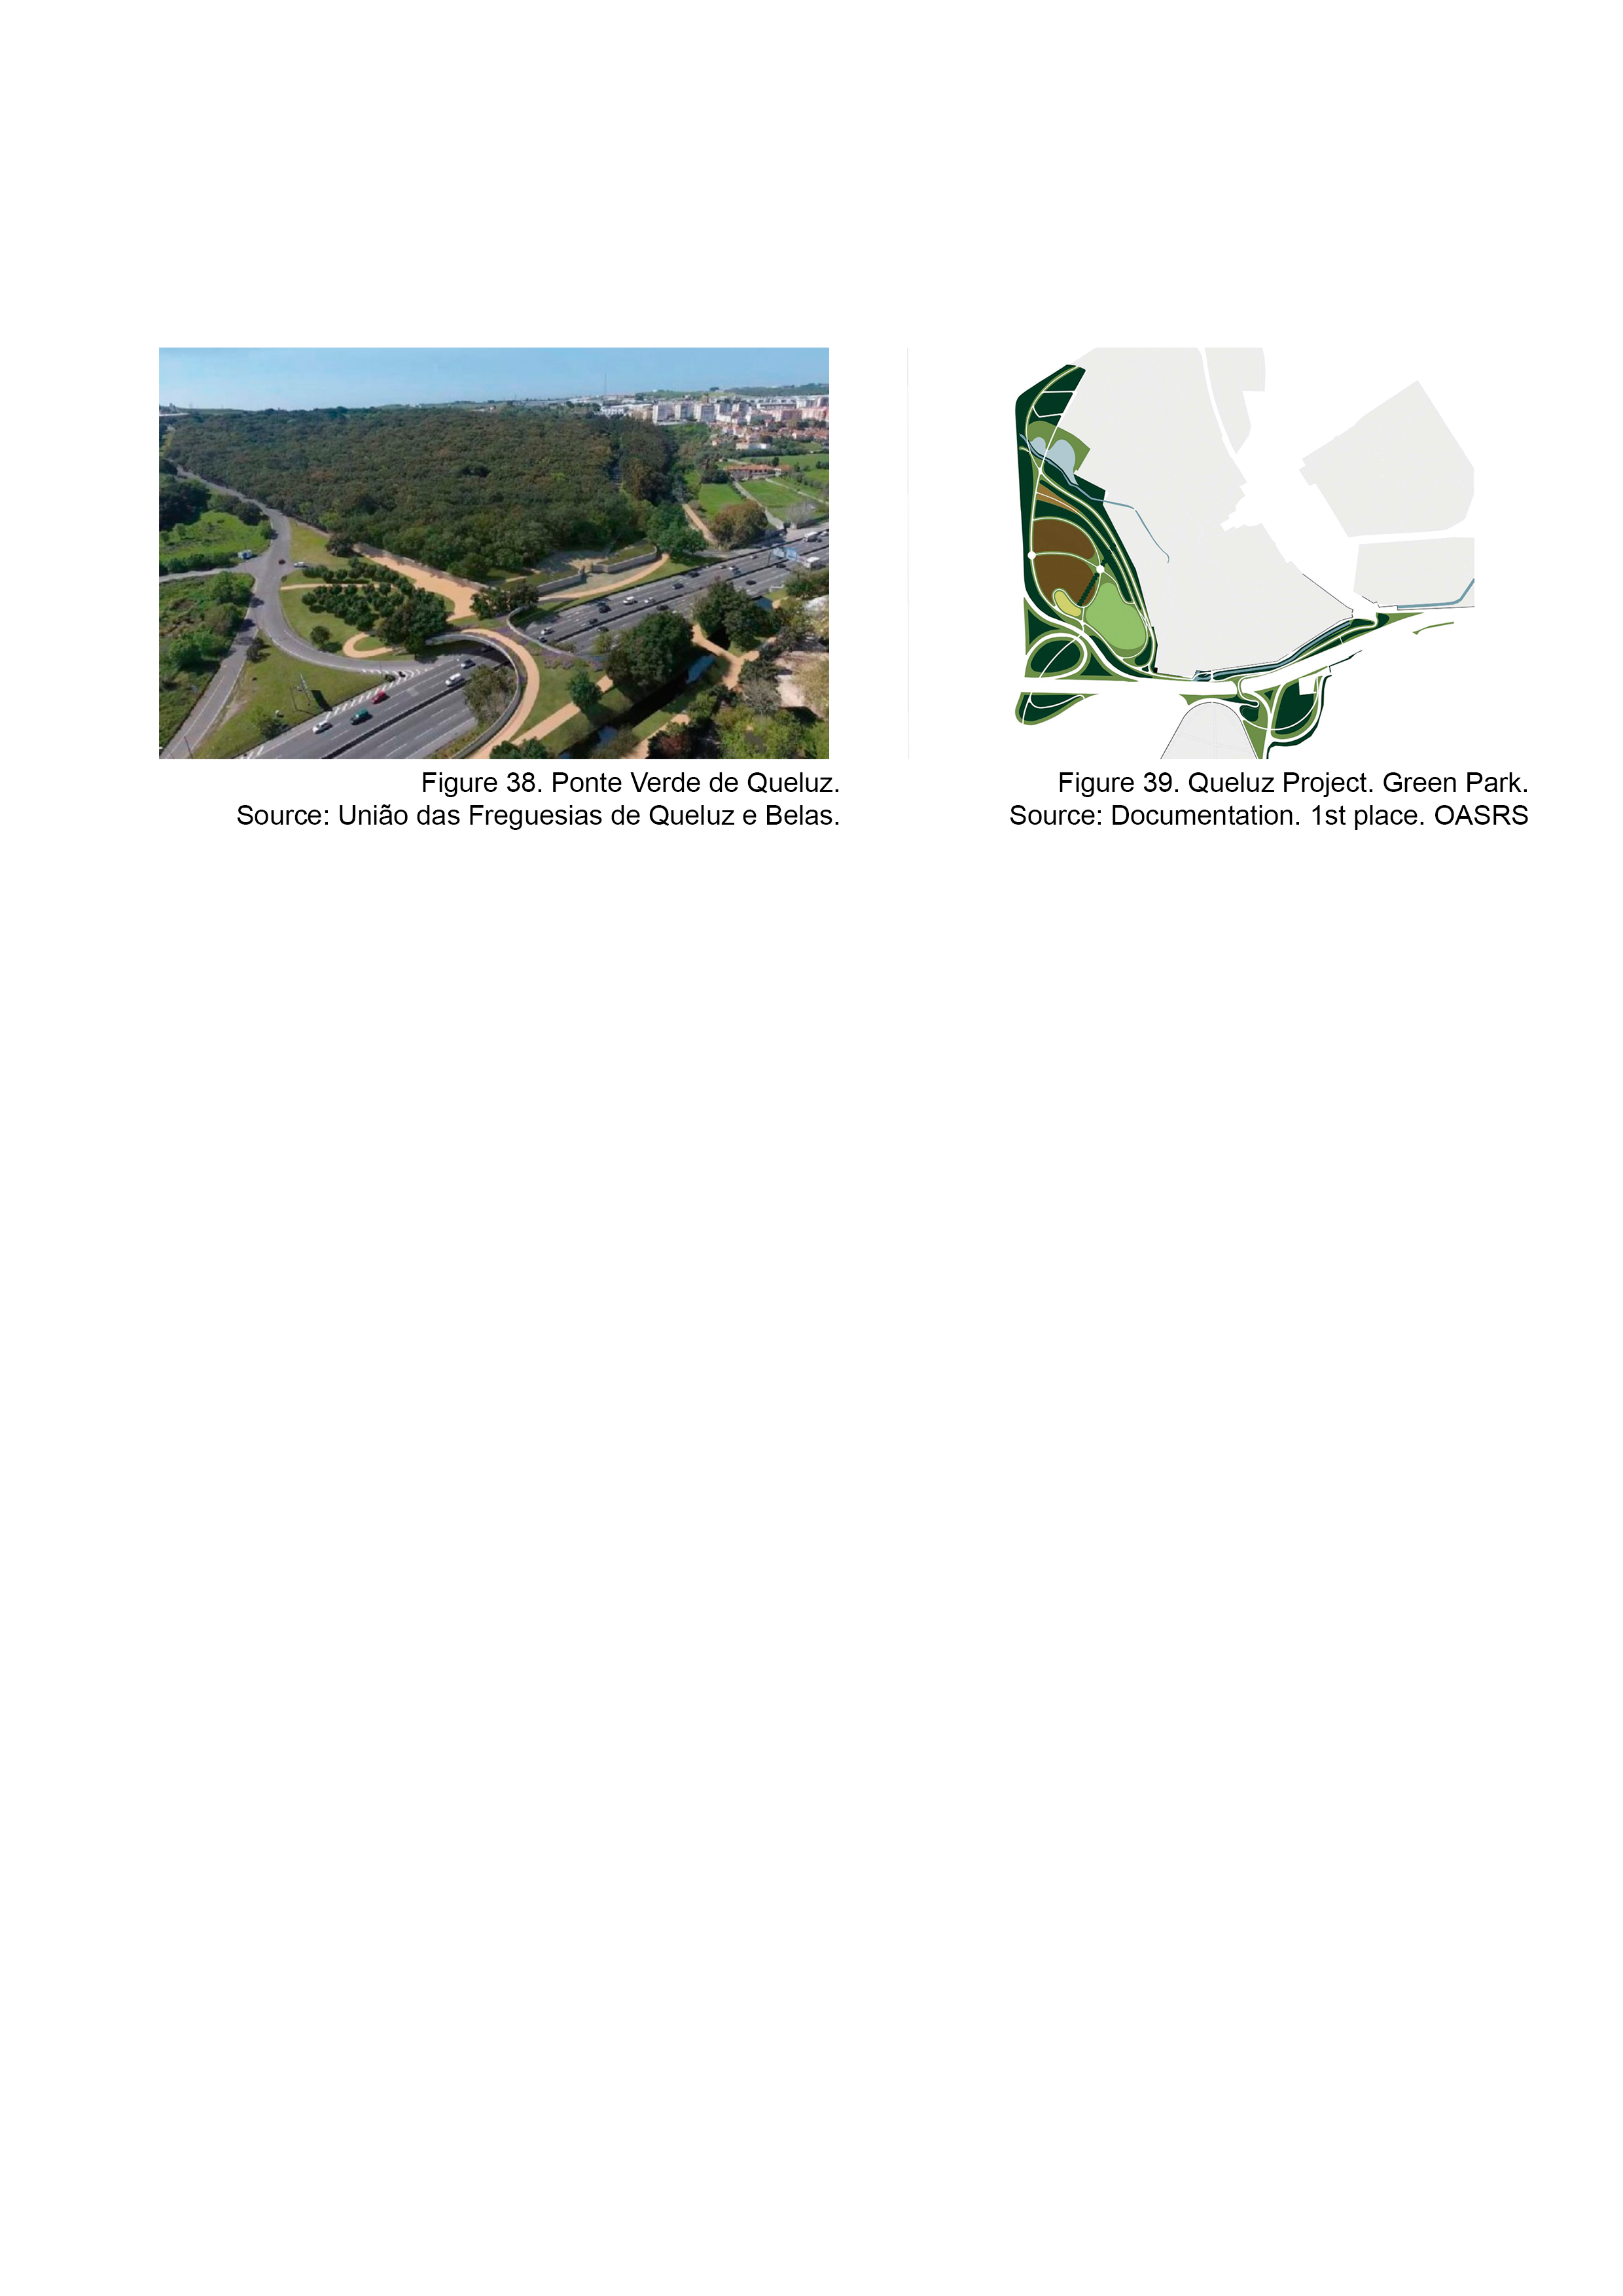 Figure 38. Ponte Verde de Queluz.
Source: União das Freguesias de Queluz e Belas.
Figure 39. Queluz Project. Green Park.
Source: Documentation. 1st place. OASRS